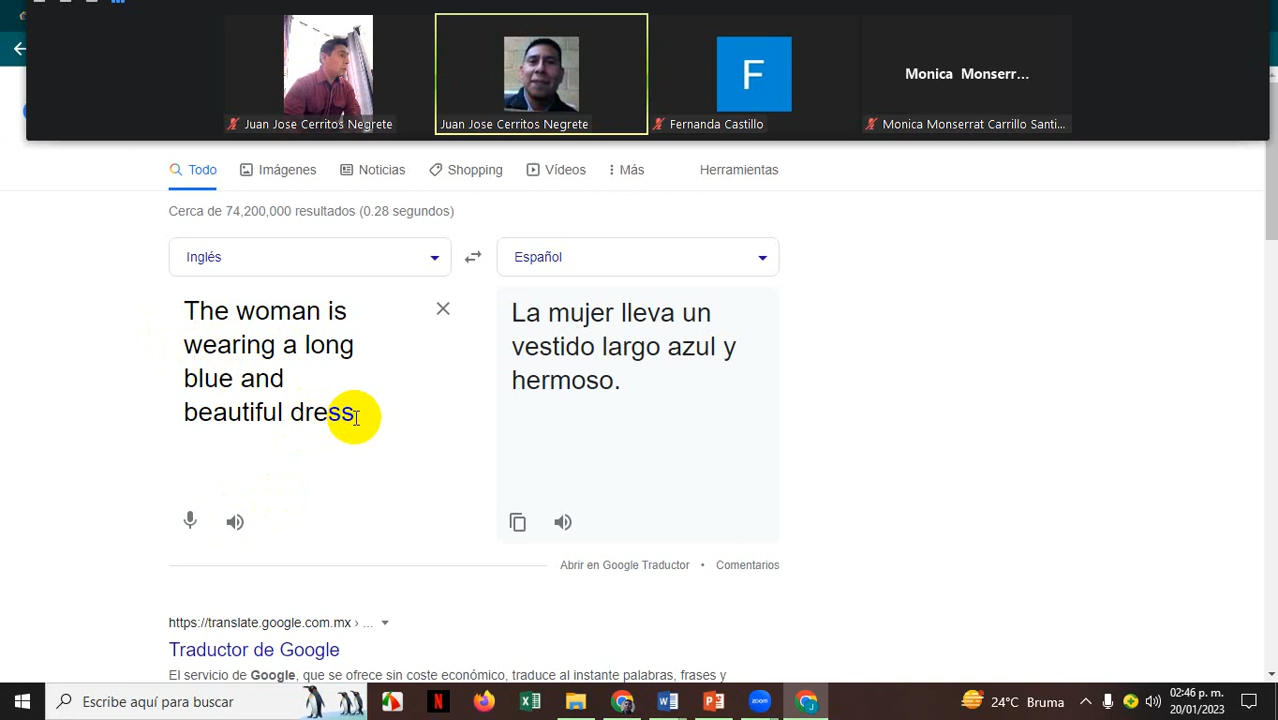 F
Monica Monserr...
Juan Jose Cerritos Negrete
Juan Jose Cerritos Negrete
Fernanda Castillo
Monica Monserrat Carrillo Santi...
Todo
Imágenes
Noticias
Shopping
Vídeos
Más
Herramientas
Cerca de 74,200,000 resultados (0.28 segundos)
Inglés
Español
The woman is
wearing a long
blue and
beautiful dress
La mujer lleva un
vestido largo azul y
hermoso.
Abrir en Google Traductor • Comentarios
https://translate.google.com.mx › ...
Traductor de Google
El servicio de Google, que se ofrece sin coste económico, traduce al instante palabras, frases y
Escribe aquí para buscar
N
zoom
24°C Bruma
02:46 p. m.
20/01/2023